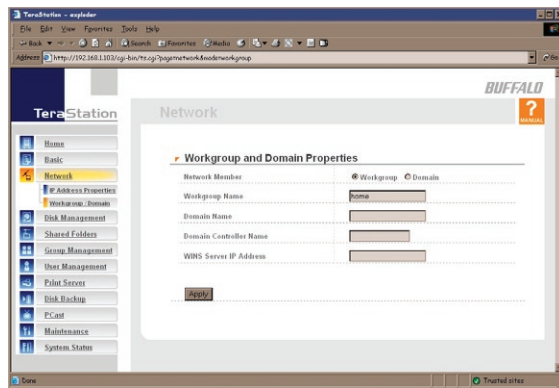 TeraStation - explorer
File Edit View Favorites Tools Help
Back Search Favorites Media
Address http://192.168.1.103/cgi-bin/ts.cgi?page=network&mode=workgroup Go
BUFFALO
TeraStation
Network
? MANUAL
Home
Basic
Network
IP Address Properties
Workgroup / Domain
Disk Management
Shared Folders
Group Management
User Management
Print Server
Disk Backup
PCast
Maintenance
System Status
Workgroup and Domain Properties
Network Member Workgroup Domain
Workgroup Name home
Domain Name
Domain Controller Name
WINS Server IP Address
Apply
Done Trusted sites